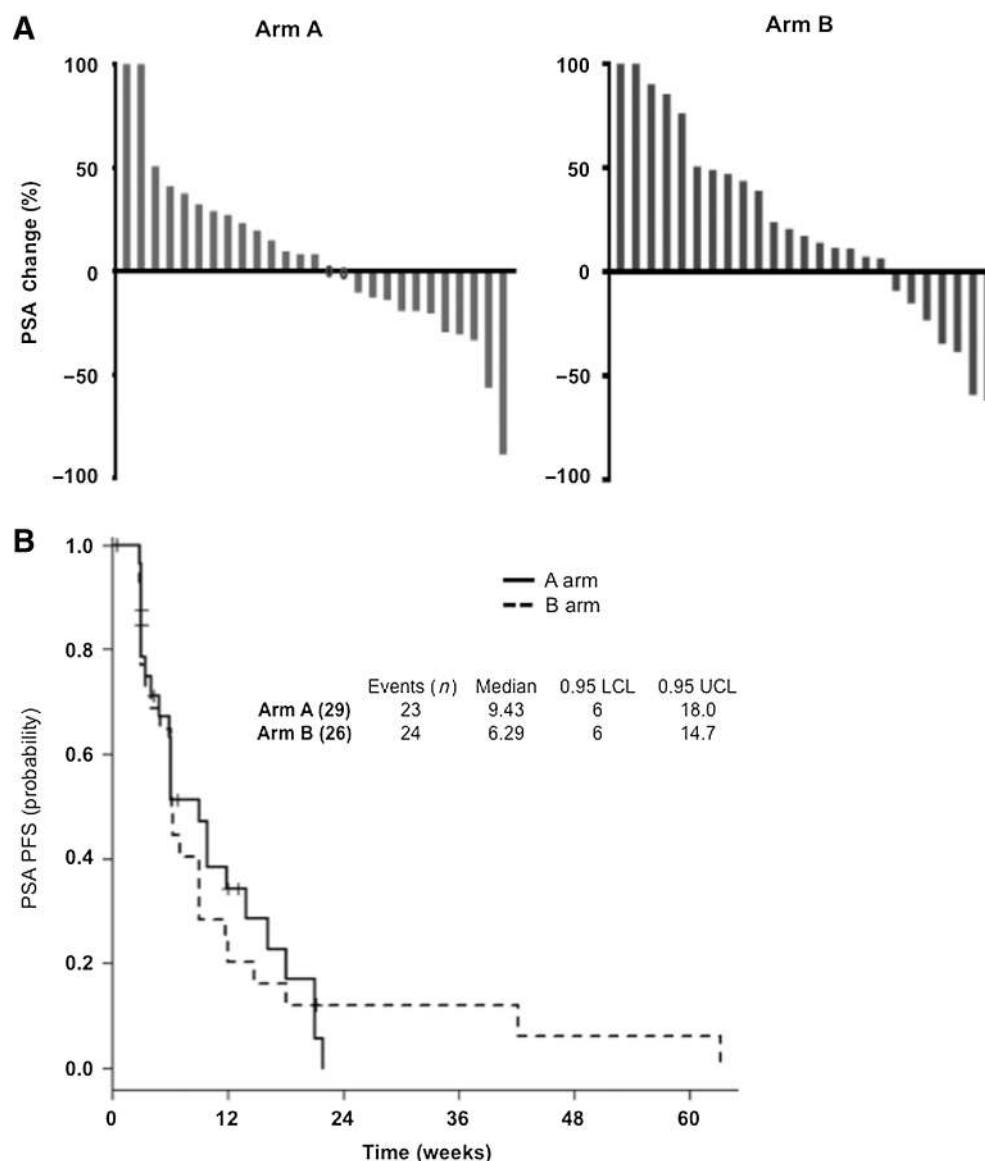 A
Arm A
Arm B
100
50
0
−50
−100
PSA change (%)
100
50
0
−50
−100
B
1.0
0.8
0.6
0.4
0.2
0.0
PSA PFS (probability)
A arm
B arm
Events (n) Median 0.95 LCL 0.95 UCL
Arm A (29) 23 9.43 6 18.0
Arm B (26) 24 6.29 6 14.7
0 12 24 36 48 60
Time (weeks)